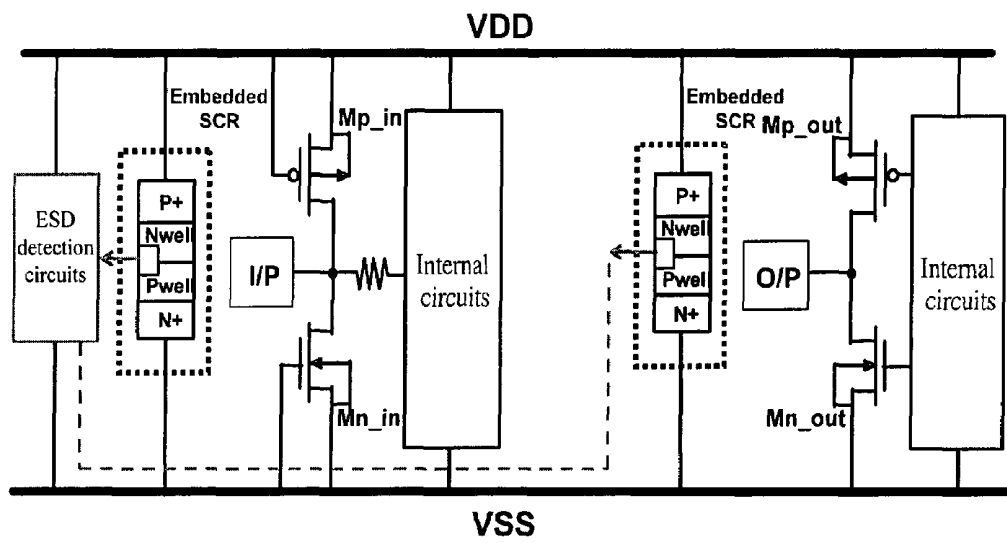 VDD
Embedded
SCR
Mp_in
P+
Nwell
Pwell
N+
ESD
detection
circuits
I/P
Internal
circuits
Mn_in
Embedded
SCR
Mp_out
P+
Nwell
Pwell
N+
O/P
Internal
circuits
Mn_out
VSS